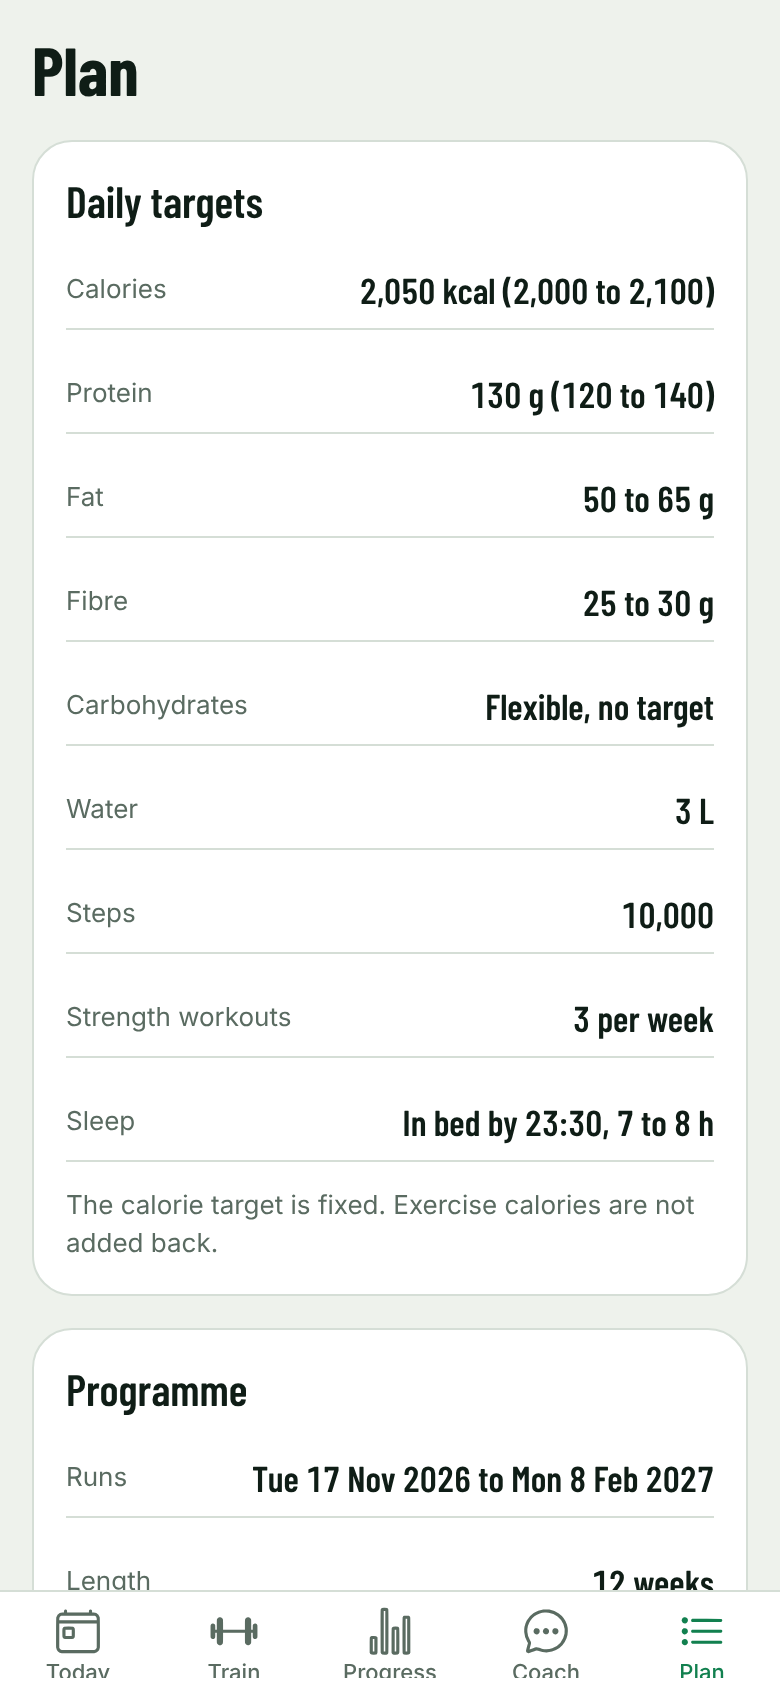 Plan
Daily targets
Calories 2,050 kcal (2,000 to 2,100)
Protein 130 g (120 to 140)
Fat 50 to 65 g
Fibre 25 to 30 g
Carbohydrates Flexible, no target
Water 3 L
Steps 10,000
Strength workouts 3 per week
Sleep In bed by 23:30, 7 to 8 h
The calorie target is fixed. Exercise calories are not
added back.
Programme
Runs Tue 17 Nov 2026 to Mon 8 Feb 2027
Length 12 weeks
Today Train Progress Coach Plan